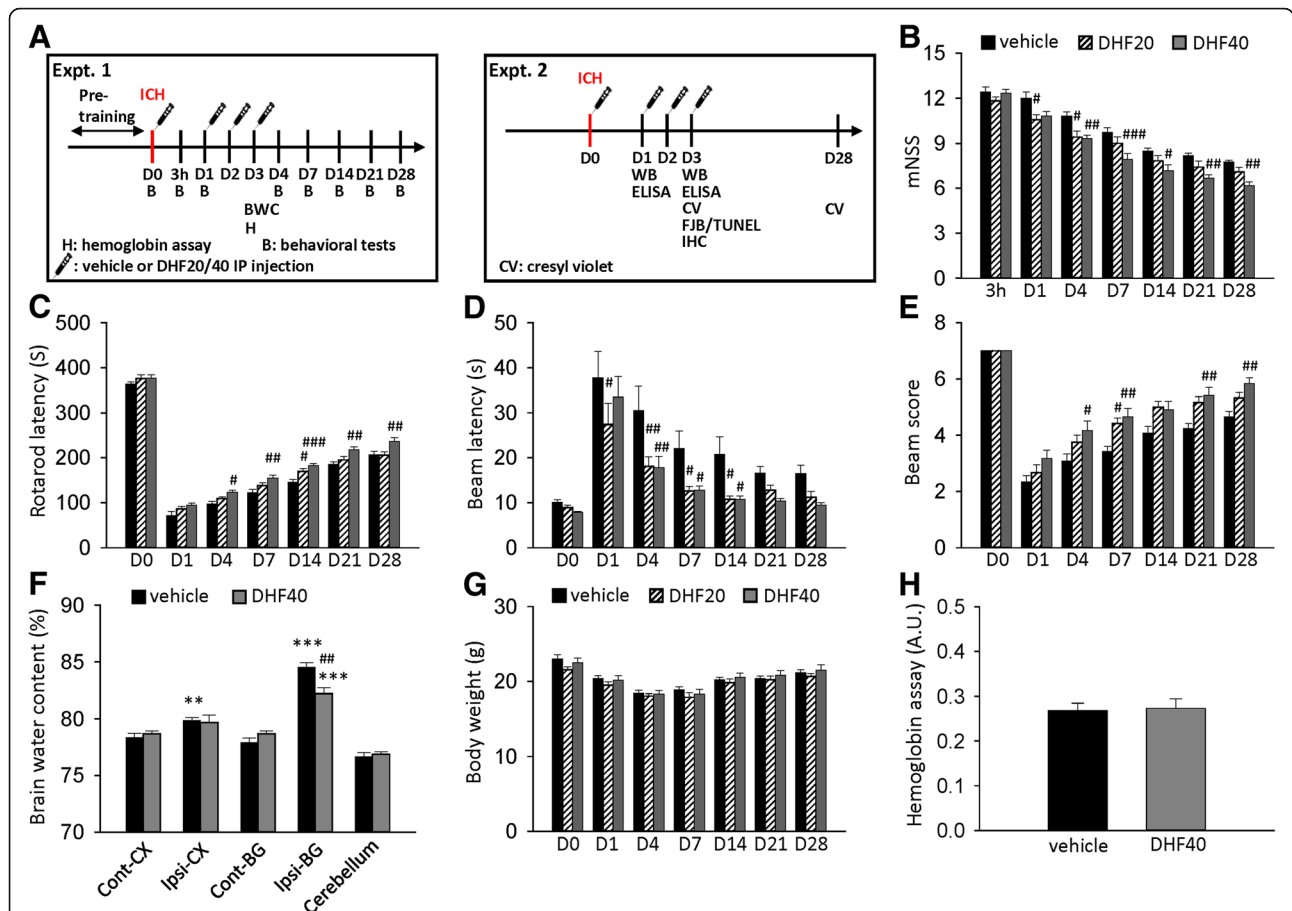 A
Expt. 1
Pre-
training
ICH
D0 3h D1 D2 D3 D4 D7 D14 D21 D28
B B B B B B B B
BWC
H
H: hemoglobin assay B: behavioral tests
: vehicle or DHF20/40 IP injection
Expt. 2
ICH
D0 D1 D2 D3 D28
WB WB
ELISA ELISA
CV CV
FJB/TUNEL
IHC
CV: cresyl violet
B
vehicle DHF20 DHF40
mNSS
15
12
9
6
3
0
# # ## ### # ## ##
3h D1 D4 D7 D14 D21 D28
C
Rotarod latency (S)
500
400
300
200
100
0
# ## # ### ## ##
D0 D1 D4 D7 D14 D21 D28
D
Beam latency (s)
50
40
30
20
10
0
# ## ## # # # #
D0 D1 D4 D7 D14 D21 D28
E
Beam score
8
6
4
2
0
# # ## ## ##
D0 D1 D4 D7 D14 D21 D28
F
vehicle DHF40
Brain water content (%)
90
85
80
75
70
** *** ## ***
Cont-CX Ipsi-CX Cont-BG Ipsi-BG Cerebellum
G
vehicle DHF20 DHF40
Body weight (g)
30
20
10
0
D0 D1 D4 D7 D14 D21 D28
H
Hemoglobin assay (A.U.)
0.5
0.4
0.3
0.2
0.1
0.0
vehicle DHF40